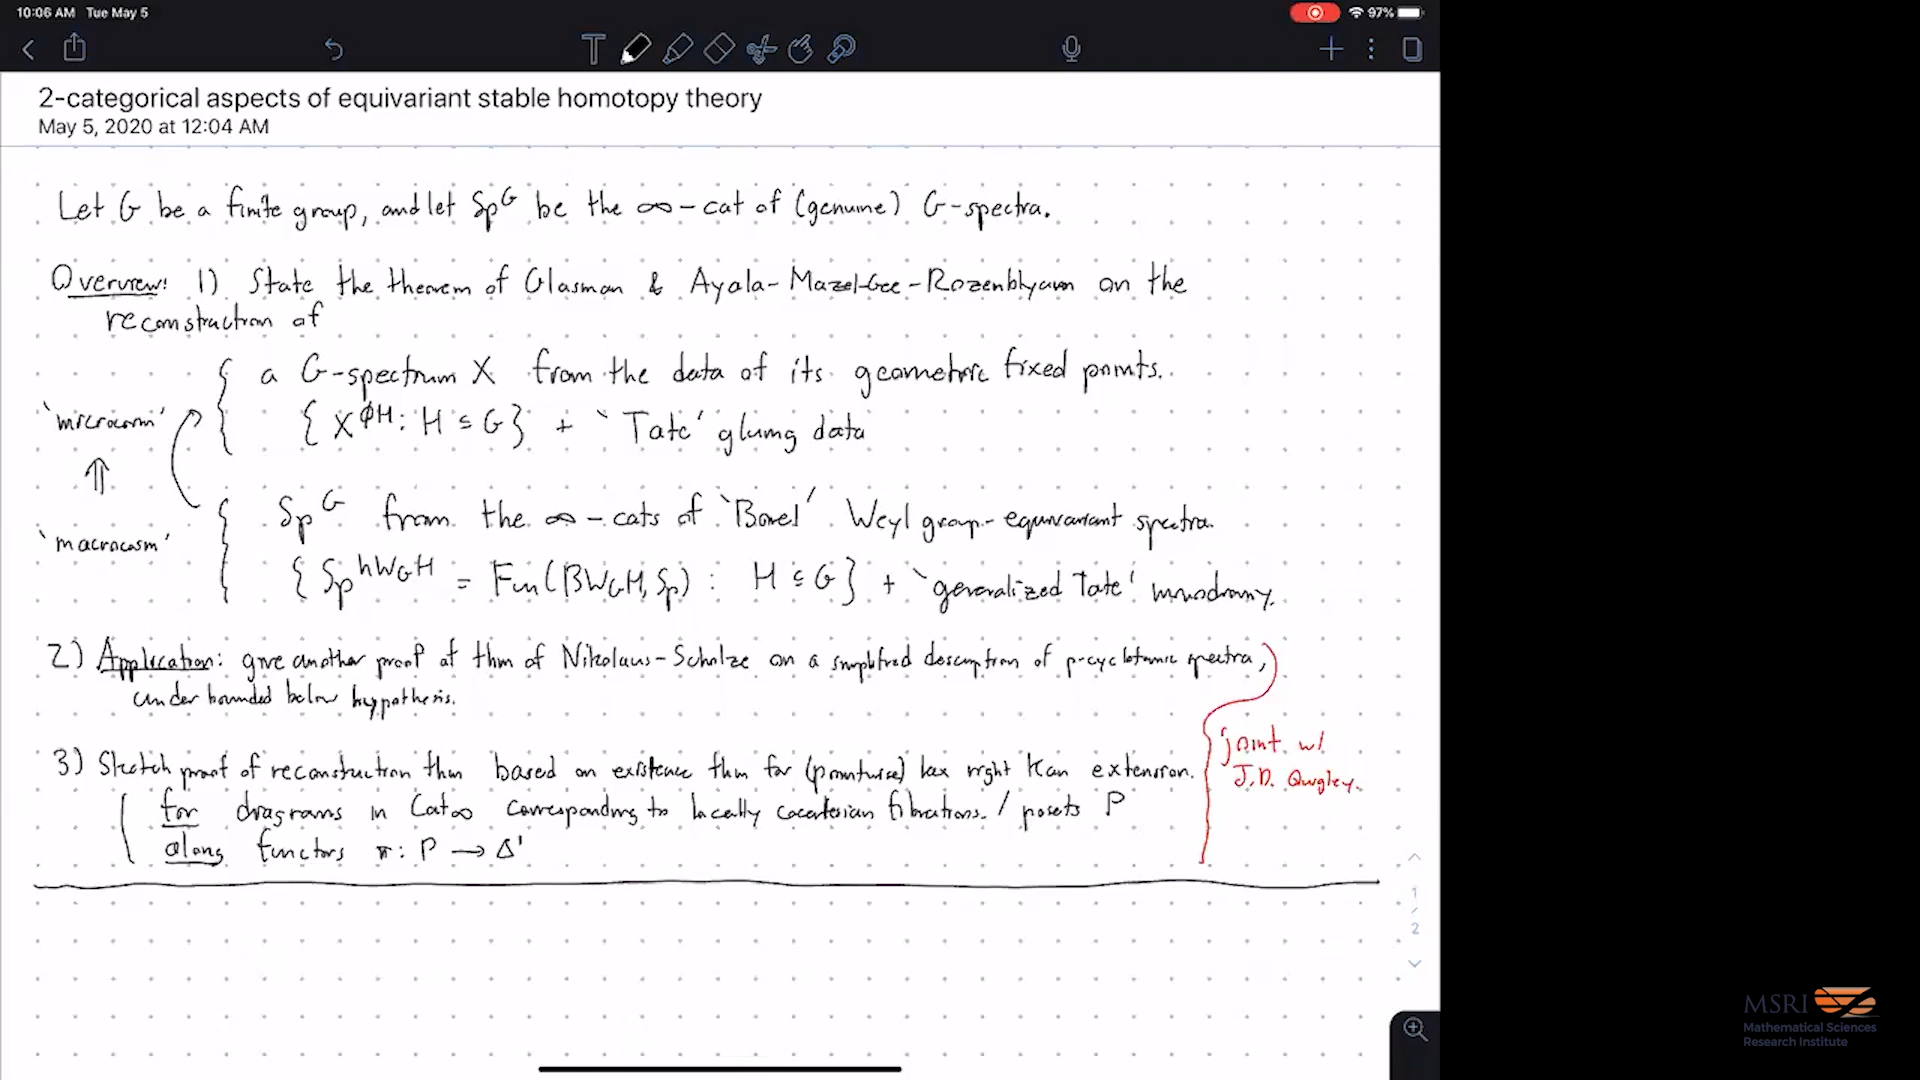 10:06 AM Tue May 5
97%
2-categorical aspects of equivariant stable homotopy theory
May 5, 2020 at 12:04 AM
Let G be a finite group, and let Sp^G be the ∞-cat of (genuine) G-spectra.
Overview: 1) State the theorem of Glasman & Ayala-Mazel-Gee-Rozenblyum on the
reconstruction of
a G-spectrum X from the data of its geometric fixed points.
{ X^{ϕH} : H ≤ G } + `Tate' gluing data
`microcosm'
⇑
`macrocosm'
Sp^G from the ∞-cats of `Borel' Weyl group-equivariant spectra.
{ Sp^{hW_G H} = Fun(BW_G H, Sp) : H ≤ G } + `generalized Tate' monodromy.
2) Application: give another proof of thm of Nikolaus-Scholze on a simplified description of p-cyclotomic spectra,
under bounded below hypothesis.
3) Sketch proof of reconstruction thm based on existence thm for (pointwise) lax right Kan extension.
for diagrams in Cat∞ corresponding to locally cocartesian fibrations / posets P
along functors π: P → Δ^1
joint w/
J.D. Quigley.
1
/
2
MSRI
Mathematical Sciences
Research Institute